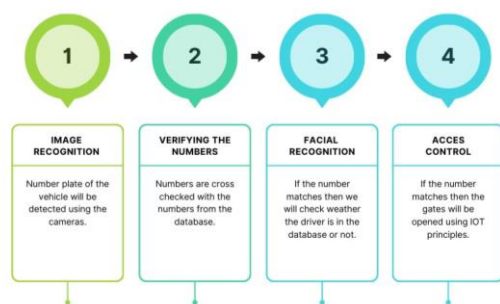 1
2
3
4
IMAGE
RECOGNITION
Number plate of the
vehicle will be
detected using the
cameras.
VERIFYING THE
NUMBERS
Numbers are cross
checked with the
numbers from the
database.
FACIAL
RECOGNITION
If the number
matches then we
will check weather
the driver is in the
database or not.
ACCES
CONTROL
If the number
matches then the
gates will be
opened using IOT
principles.